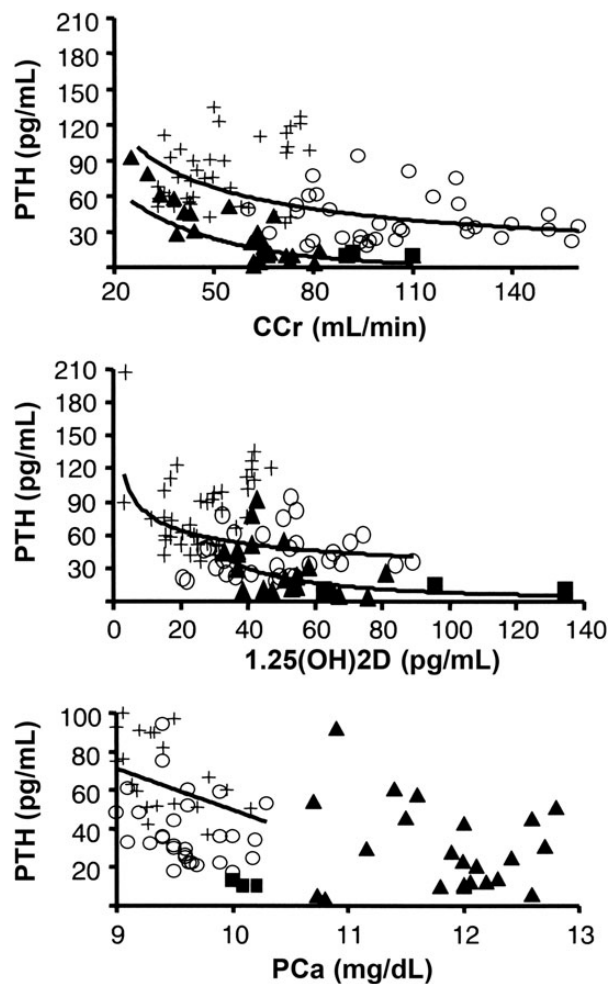 210
180
150
120
90
60
30
PTH (pg/mL)
20 50 80 110 140
CCr (mL/min)
210
180
150
120
90
60
30
PTH (pg/mL)
0 20 40 60 80 100 120 140
1.25(OH)2D (pg/mL)
100
80
60
40
20
PTH (pg/mL)
9 10 11 12 13
PCa (mg/dL)